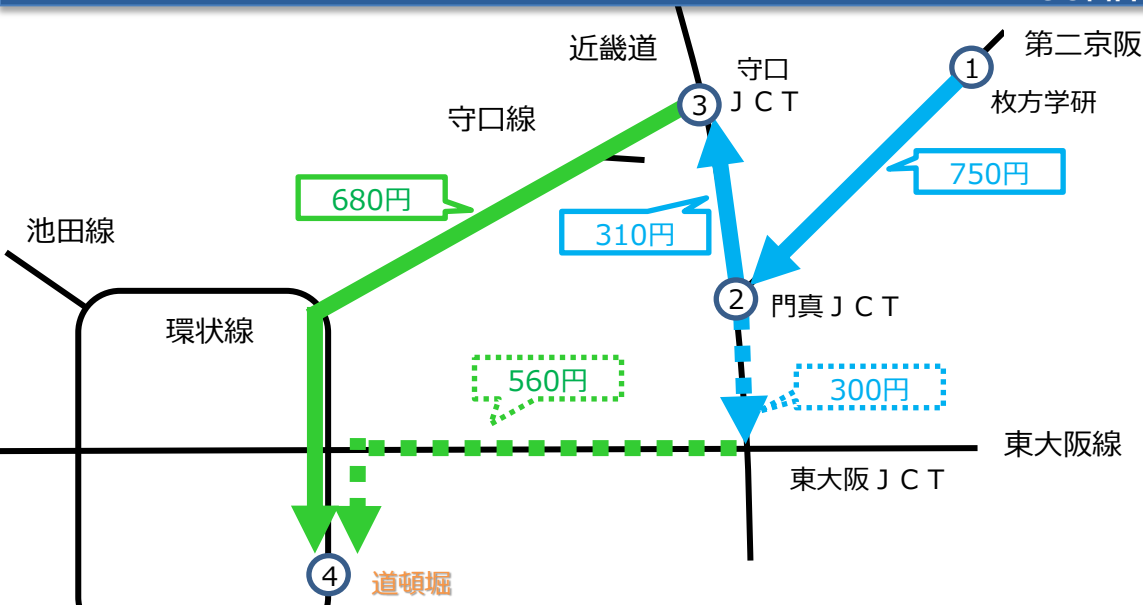 近畿道
第二京阪
守口
ＪＣＴ
①
枚方学研
③
守口線
750円
680円
310円
池田線
②
門真ＪＣＴ
環状線
560円
300円
東大阪線
東大阪ＪＣＴ
④
道頓堀